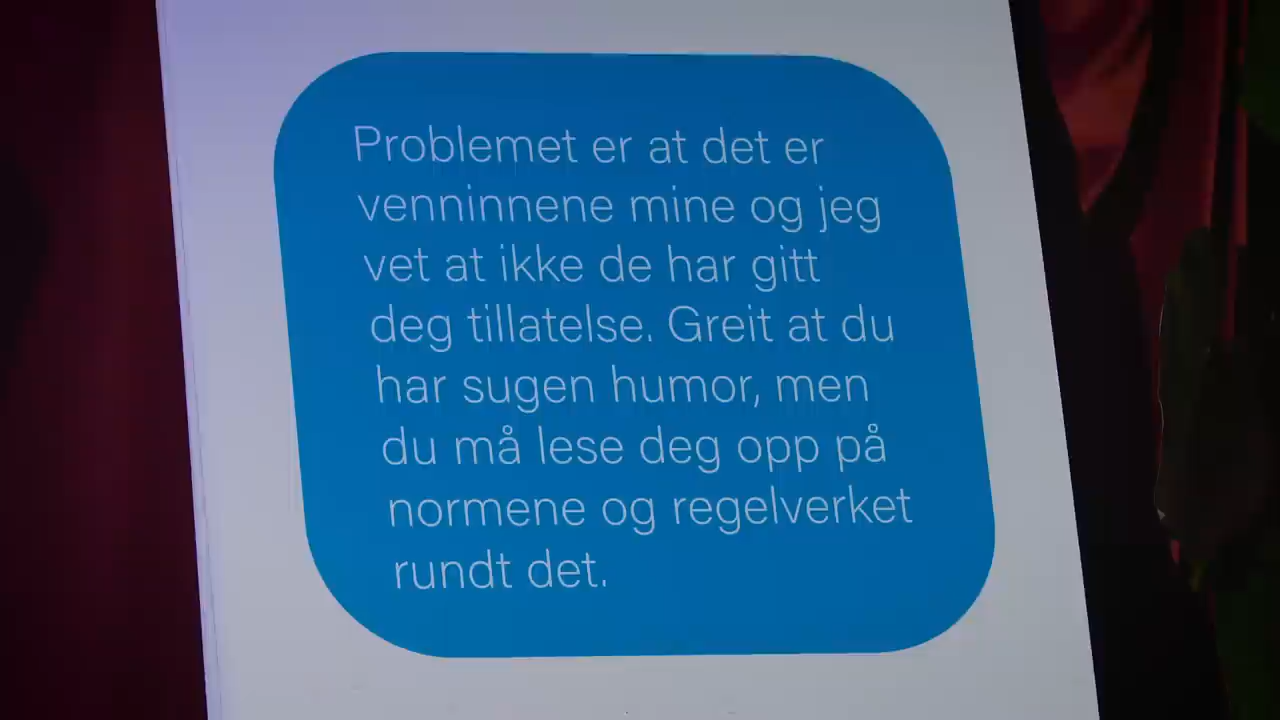 Problemet er at det er
venninnene mine og jeg
vet at ikke de har gitt
deg tillatelse. Greit at du
har sugen humor, men
du må lese deg opp på
normene og regelverket
rundt det.